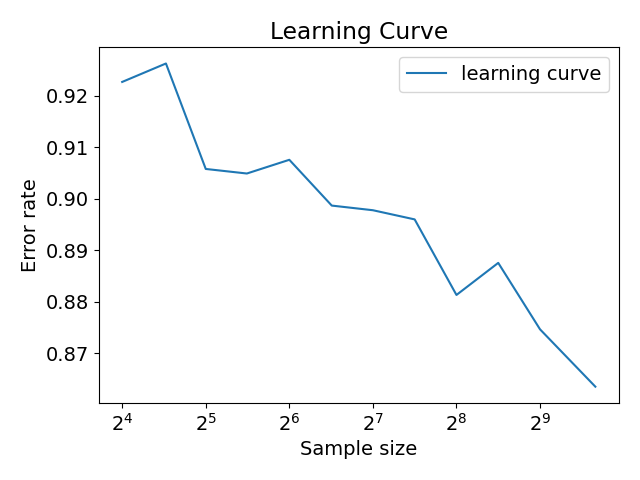 Learning Curve
learning curve
0.92
0.91
0.90
0.89
0.88
0.87
Error rate
2⁴ 2⁵ 2⁶ 2⁷ 2⁸ 2⁹
Sample size